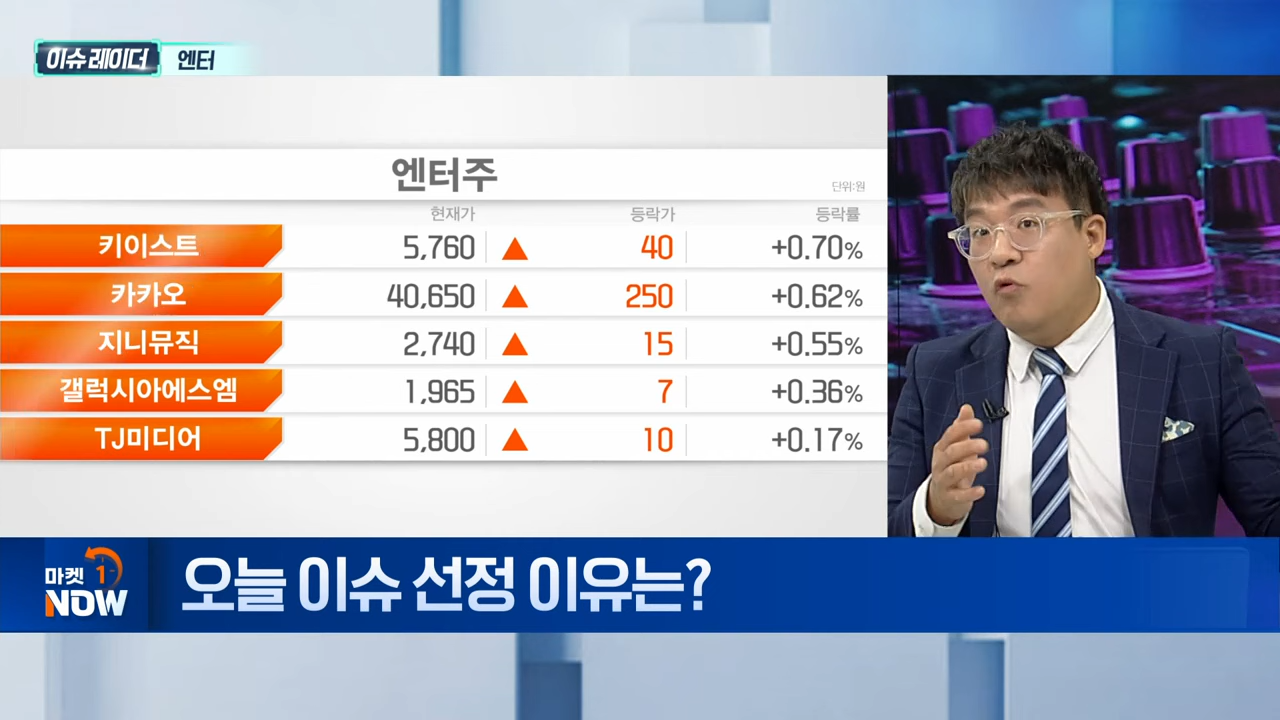 이슈 레이더 엔터
엔터주
단위:원
현재가 등락가 등락률
키이스트 5,760 ▲ 40 +0.70%
카카오 40,650 ▲ 250 +0.62%
지니뮤직 2,740 ▲ 15 +0.55%
갤럭시아에스엠 1,965 ▲ 7 +0.36%
TJ미디어 5,800 ▲ 10 +0.17%
마켓 1
NOW
오늘 이슈 선정 이유는?